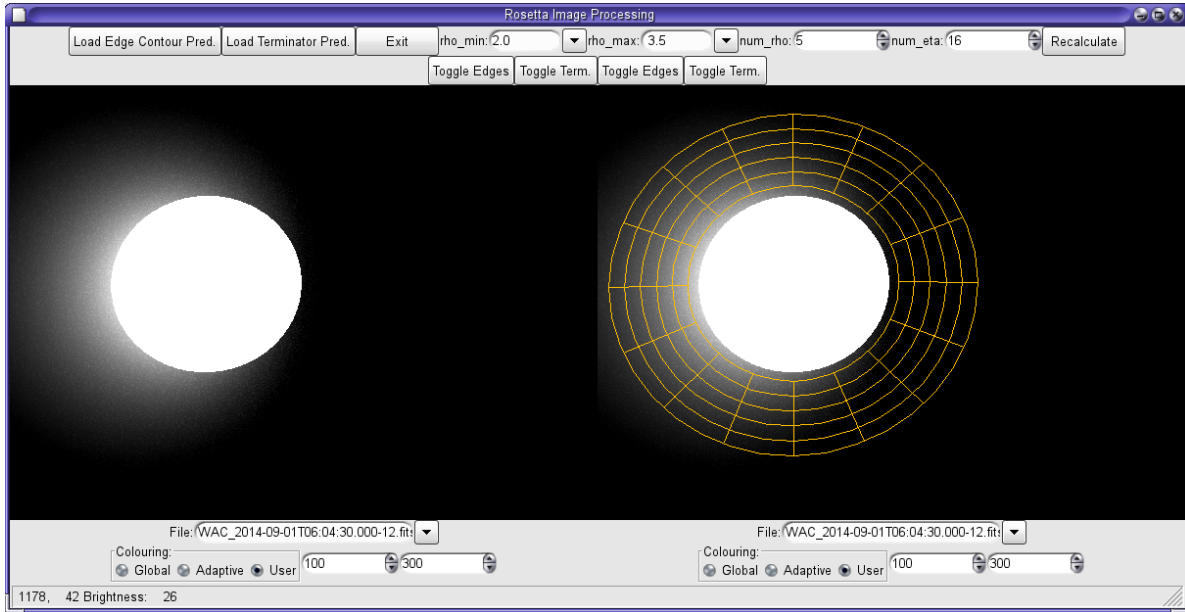 Rosetta Image Processing
Load Edge Contour Pred. Load Terminator Pred. Exit rho_min: 2.0 rho_max: 3.5 num_rho: 5 num_eta: 16 Recalculate
Toggle Edges Toggle Term. Toggle Edges Toggle Term.
File: WAC_2014-09-01T06:04:30.000-12.fits File: WAC_2014-09-01T06:04:30.000-12.fits
Colouring: Colouring:
Global Adaptive User 100 300 Global Adaptive User 100 300
1178, 42 Brightness: 26